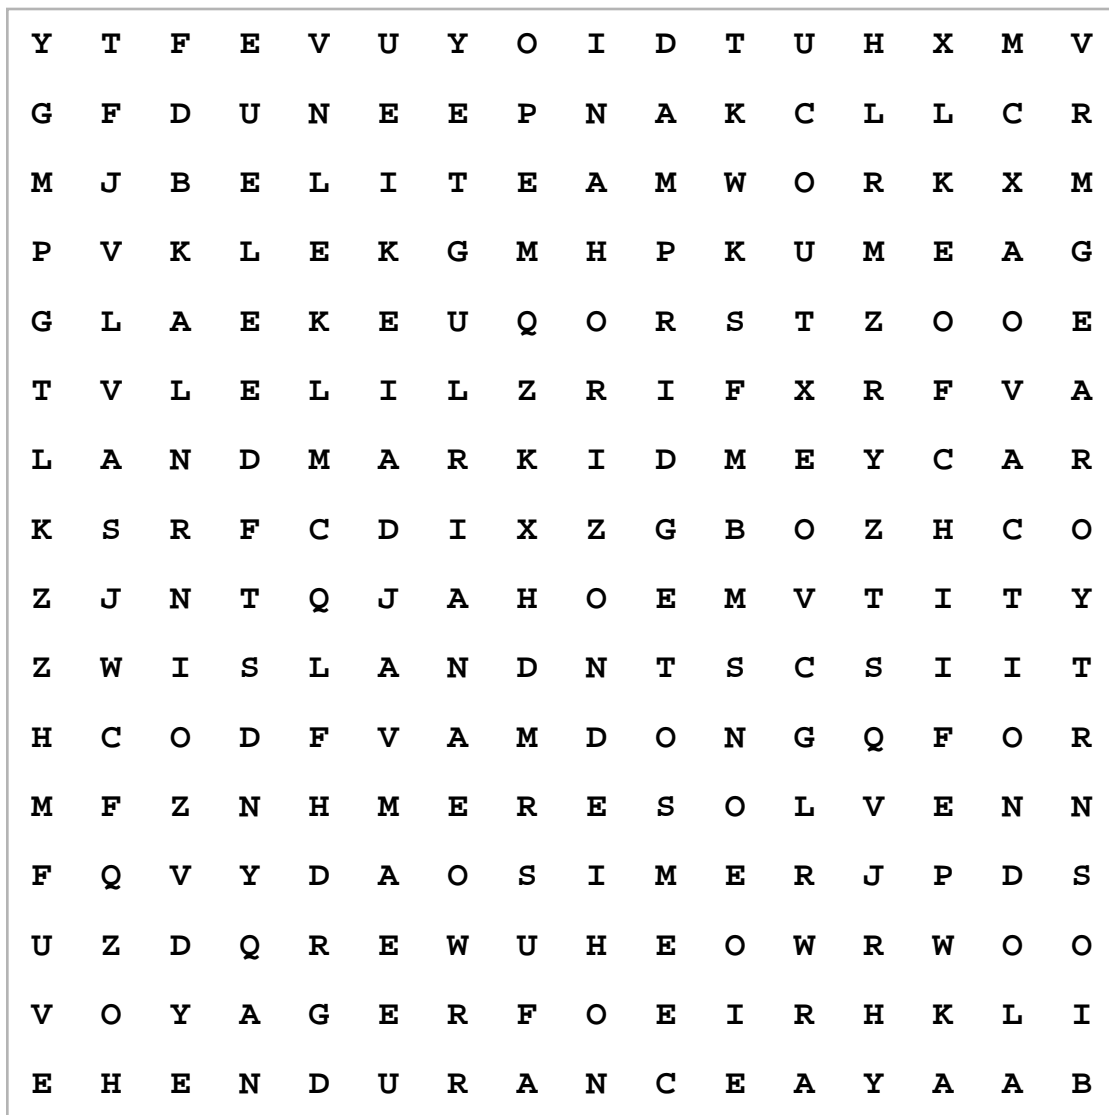 Y T F E V U Y O I D T U H X M V
G F D U N E E P N A K C L L C R
M J B E L I T E A M W O R K X M
P V K L E K G M H P K U M E A G
G L A E K E U Q O R S T Z O O E
T V L E L I L Z R I F X R F V A
L A N D M A R K I D M E Y C A R
K S R F C D I X Z G B O Z H C O
Z J N T Q J A H O E M V T I T Y
Z W I S L A N D N T S C S I I T
H C O D F V A M D O N G Q F O R
M F Z N H M E R E S O L V E N N
F Q V Y D A O S I M E R J P D S
U Z D Q R E W U H E O W R W O O
V O Y A G E R F O E I R H K L I
E H E N D U R A N C E A Y A A B